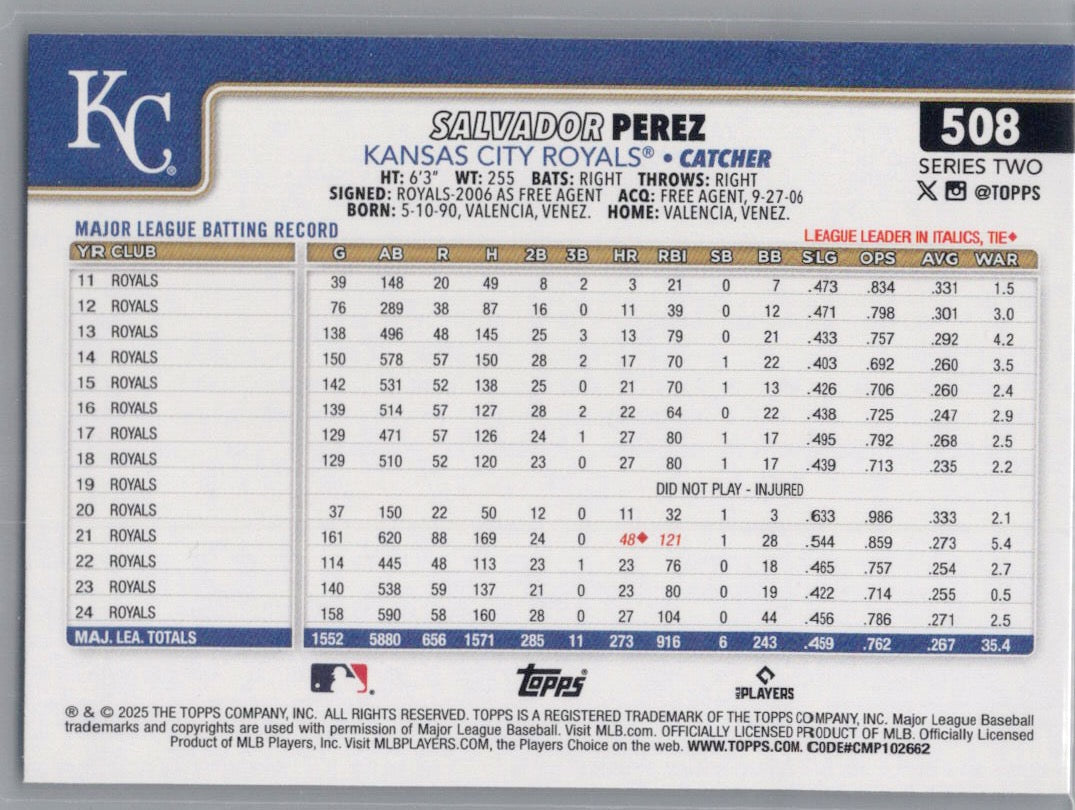 KC
SALVADOR PEREZ
508
KANSAS CITY ROYALS® • CATCHER
SERIES TWO
HT: 6'3" WT: 255 BATS: RIGHT THROWS: RIGHT
X @TOPPS
SIGNED: ROYALS-2006 AS FREE AGENT ACQ: FREE AGENT, 9-27-06
BORN: 5-10-90, VALENCIA, VENEZ. HOME: VALENCIA, VENEZ.
MAJOR LEAGUE BATTING RECORD
LEAGUE LEADER IN ITALICS, TIE♦
YR CLUB G AB R H 2B 3B HR RBI SB BB SLG OPS AVG WAR
11 ROYALS 39 148 20 49 8 2 3 21 0 7 .473 .834 .331 1.5
12 ROYALS 76 289 38 87 16 0 11 39 0 12 .471 .798 .301 3.0
13 ROYALS 138 496 48 145 25 3 13 79 0 21 .433 .757 .292 4.2
14 ROYALS 150 578 57 150 28 2 17 70 1 22 .403 .692 .260 3.5
15 ROYALS 142 531 52 138 25 0 21 70 1 13 .426 .706 .260 2.4
16 ROYALS 139 514 57 127 28 2 22 64 0 22 .438 .725 .247 2.9
17 ROYALS 129 471 57 126 24 1 27 80 1 17 .495 .792 .268 2.5
18 ROYALS 129 510 52 120 23 0 27 80 1 17 .439 .713 .235 2.2
19 ROYALS DID NOT PLAY - INJURED
20 ROYALS 37 150 22 50 12 0 11 32 1 3 .633 .986 .333 2.1
21 ROYALS 161 620 88 169 24 0 48♦ 121 1 28 .544 .859 .273 5.4
22 ROYALS 114 445 48 113 23 1 23 76 0 18 .465 .757 .254 2.7
23 ROYALS 140 538 59 137 21 0 23 80 0 19 .422 .714 .255 0.5
24 ROYALS 158 590 58 160 28 0 27 104 0 44 .456 .786 .271 2.5
MAJ. LEA. TOTALS 1552 5880 656 1571 285 11 273 916 6 243 .459 .762 .267 35.4
Topps® MLB PLAYERS
® & © 2025 THE TOPPS COMPANY, INC. ALL RIGHTS RESERVED. TOPPS IS A REGISTERED TRADEMARK OF THE TOPPS COMPANY, INC. Major League Baseball
trademarks and copyrights are used with permission of Major League Baseball. Visit MLB.com. OFFICIALLY LICENSED PRODUCT OF MLB. Officially Licensed
Product of MLB Players, Inc. Visit MLBPLAYERS.COM, the Players Choice on the web. WWW.TOPPS.COM. CODE#CMP102662